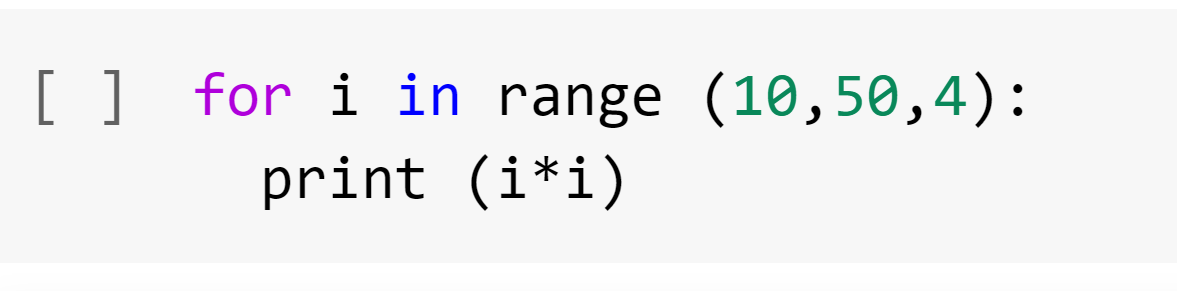 [ ] for i in range (10,50,4):
print (i*i)